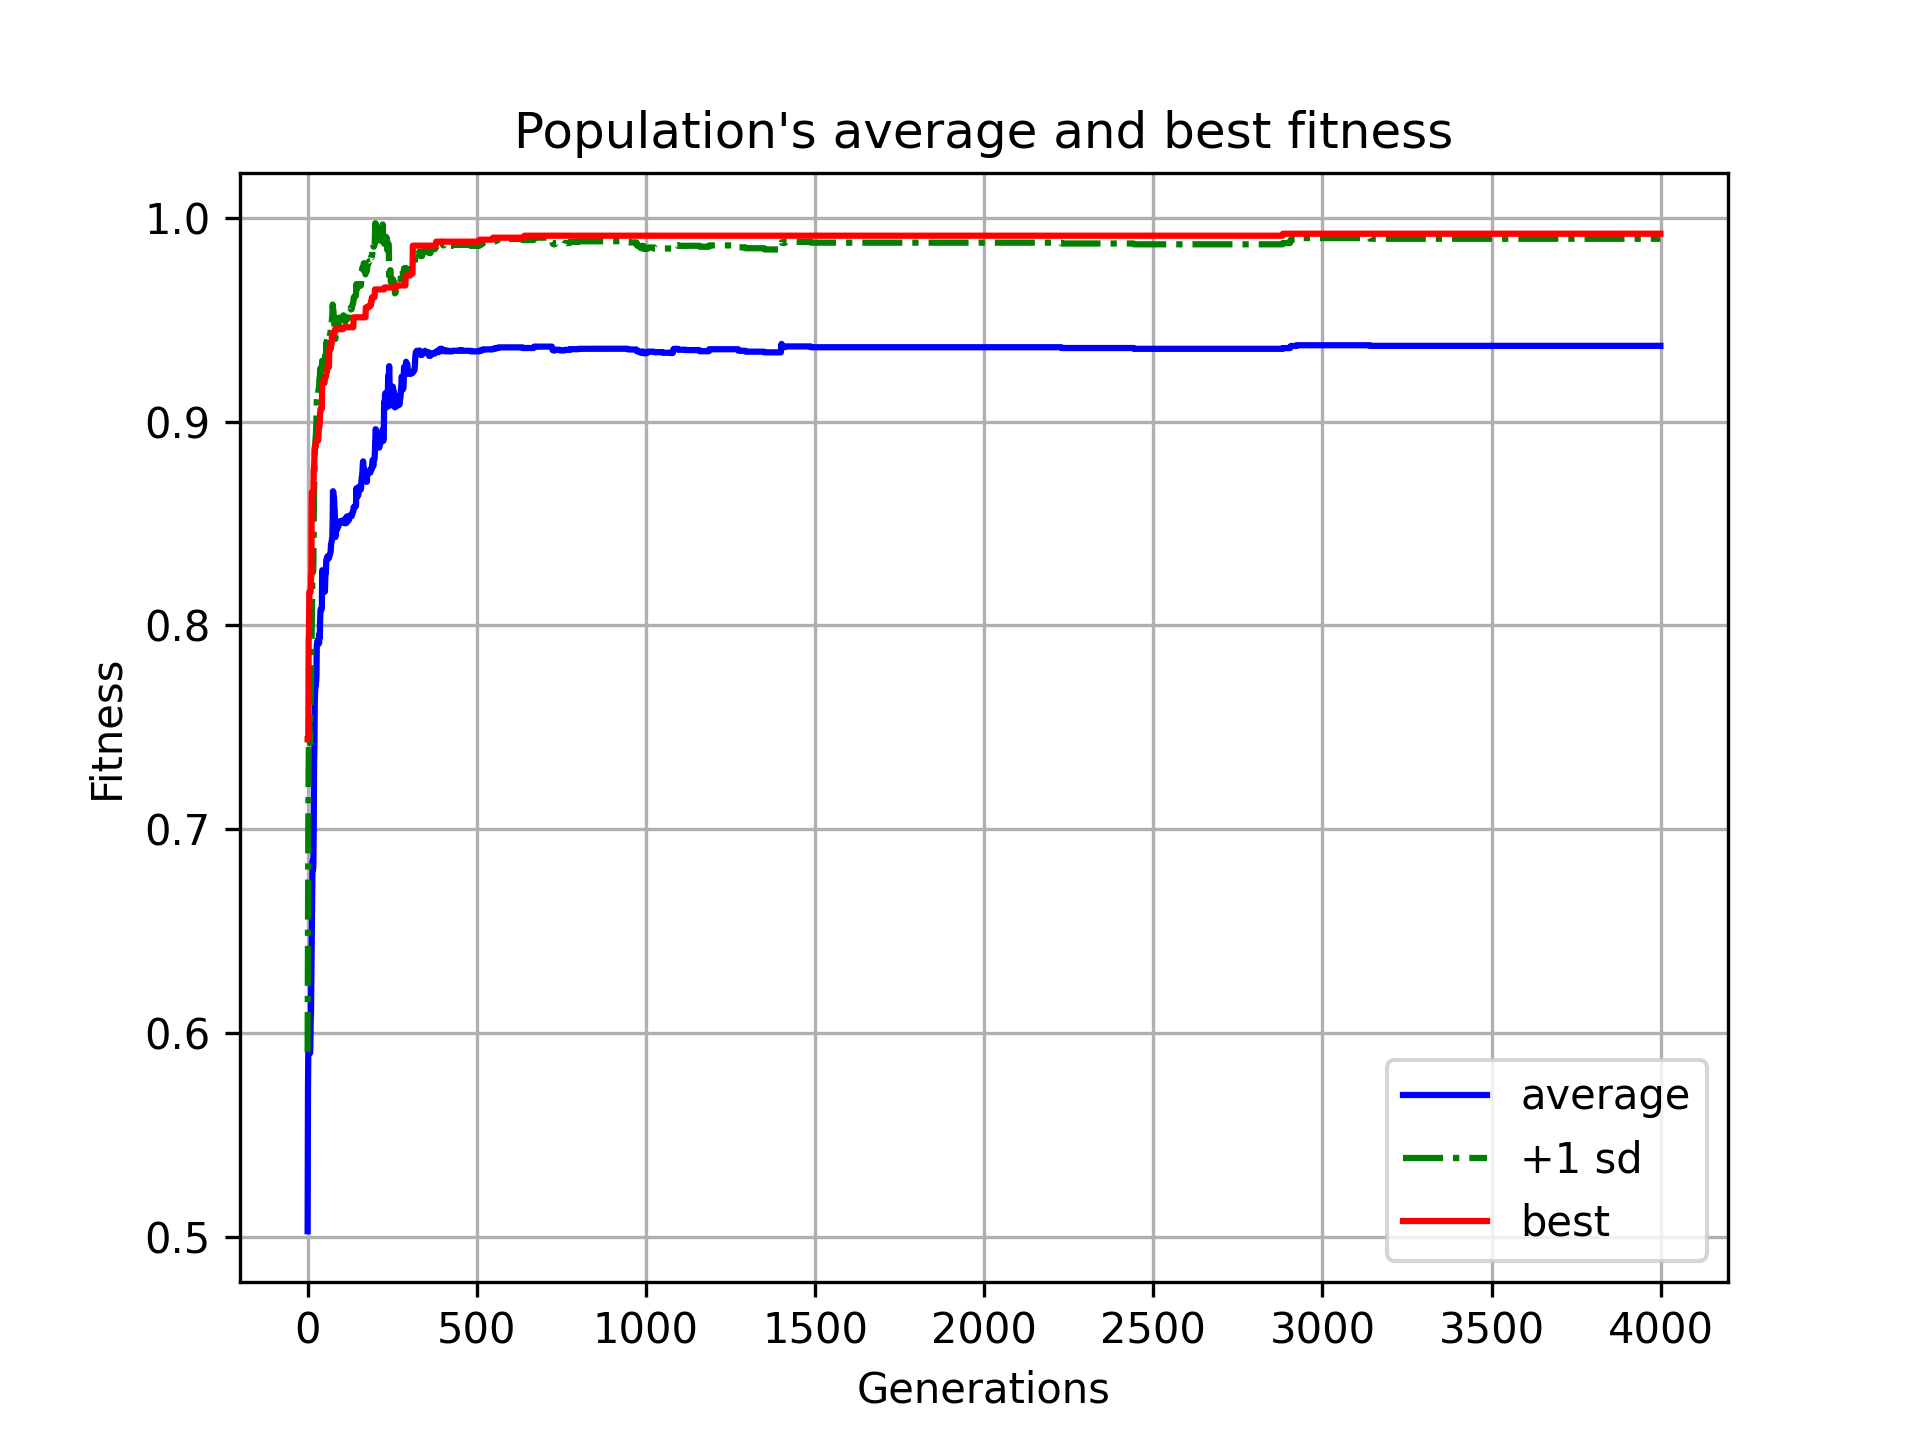 Population's average and best fitness
1.0
0.9
0.8
0.7
0.6
0.5
Fitness
average
+1 sd
best
0 500 1000 1500 2000 2500 3000 3500 4000
Generations